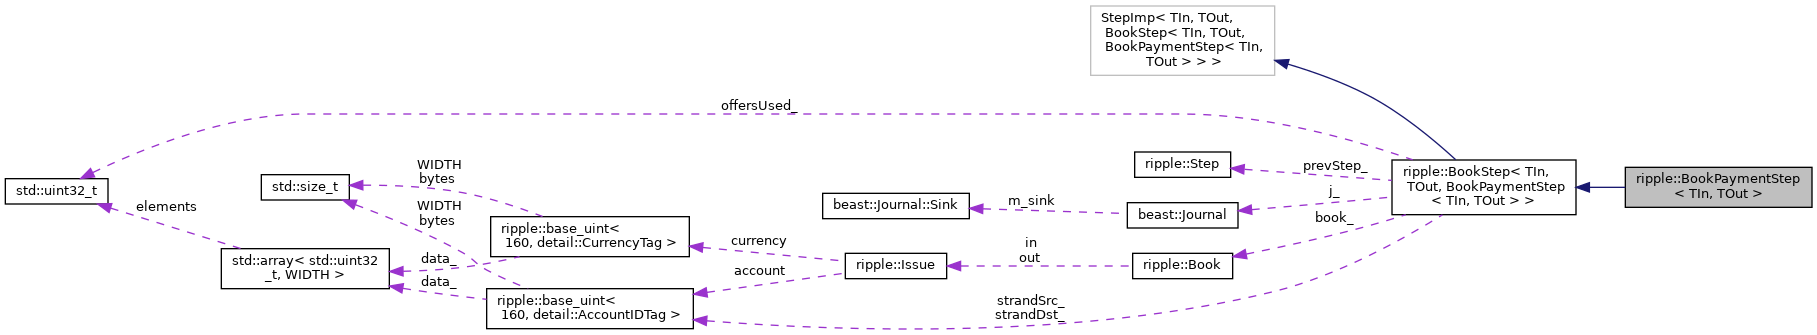 StepImp< TIn, TOut,
BookStep< TIn, TOut,
BookPaymentStep< TIn,
TOut > > >
offersUsed_
std::uint32_t
elements
std::size_t
WIDTH
bytes
WIDTH
bytes
std::array< std::uint32
_t, WIDTH >
data_
data_
ripple::base_uint<
160, detail::CurrencyTag >
ripple::base_uint<
160, detail::AccountIDTag >
currency
account
beast::Journal::Sink
m_sink
ripple::Issue
in
out
ripple::Step
beast::Journal
ripple::Book
prevStep_
j_
book_
strandSrc_
strandDst_
ripple::BookStep< TIn,
TOut, BookPaymentStep
< TIn, TOut > >
ripple::BookPaymentStep
< TIn, TOut >